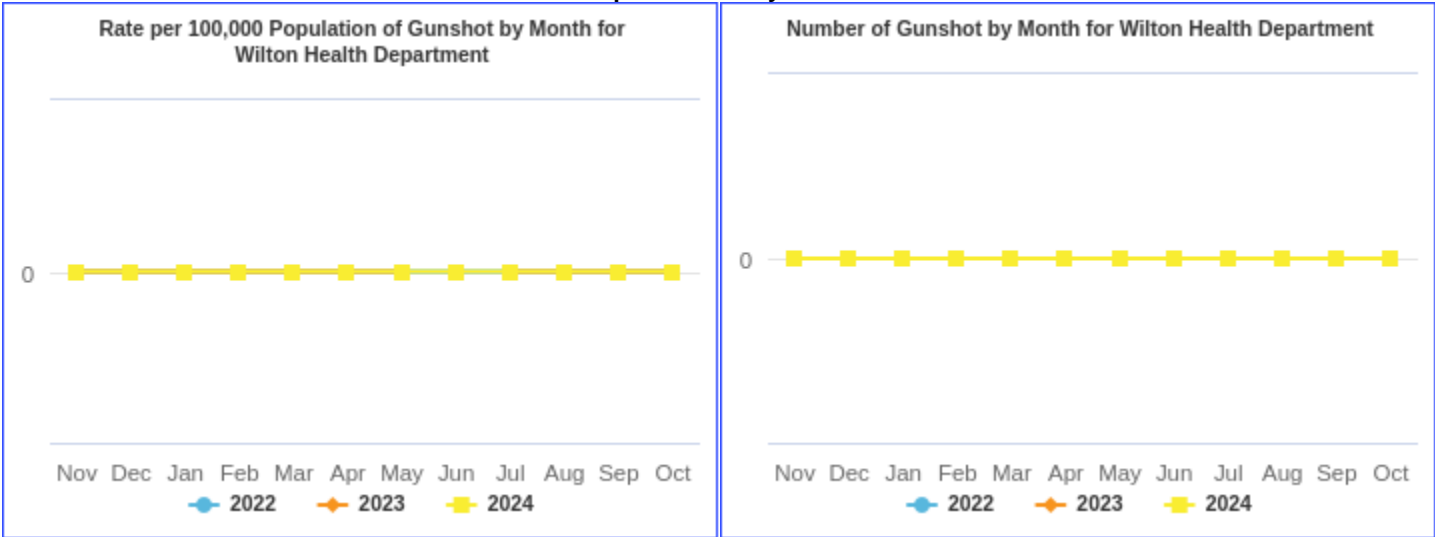 Rate per 100,000 Population of Gunshot by Month for
Wilton Health Department
0
Nov Dec Jan Feb Mar Apr May Jun Jul Aug Sep Oct
2022 2023 2024
Number of Gunshot by Month for Wilton Health Department
0
Nov Dec Jan Feb Mar Apr May Jun Jul Aug Sep Oct
2022 2023 2024